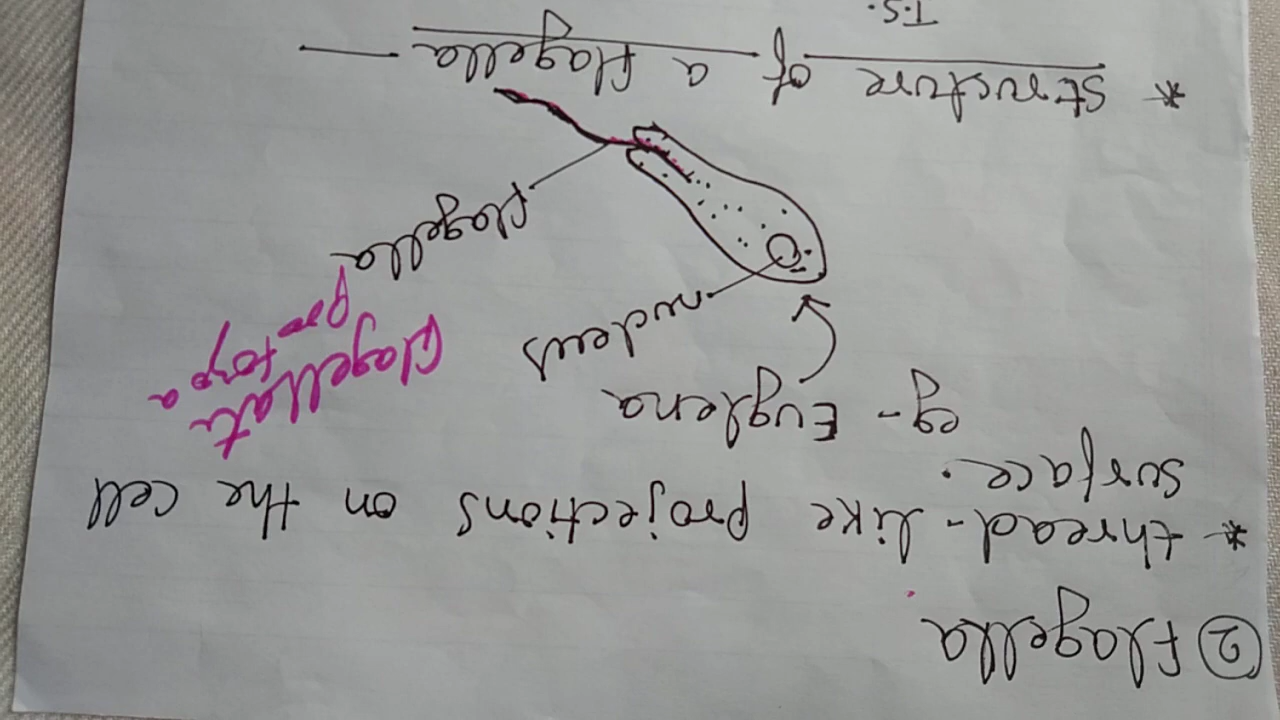 ② Flagella
* thread-like projections on the cell
surface.
eg - Euglena
nucleus
Flagellate
protozoa
flagella
* structure of a flagella —
T.S.